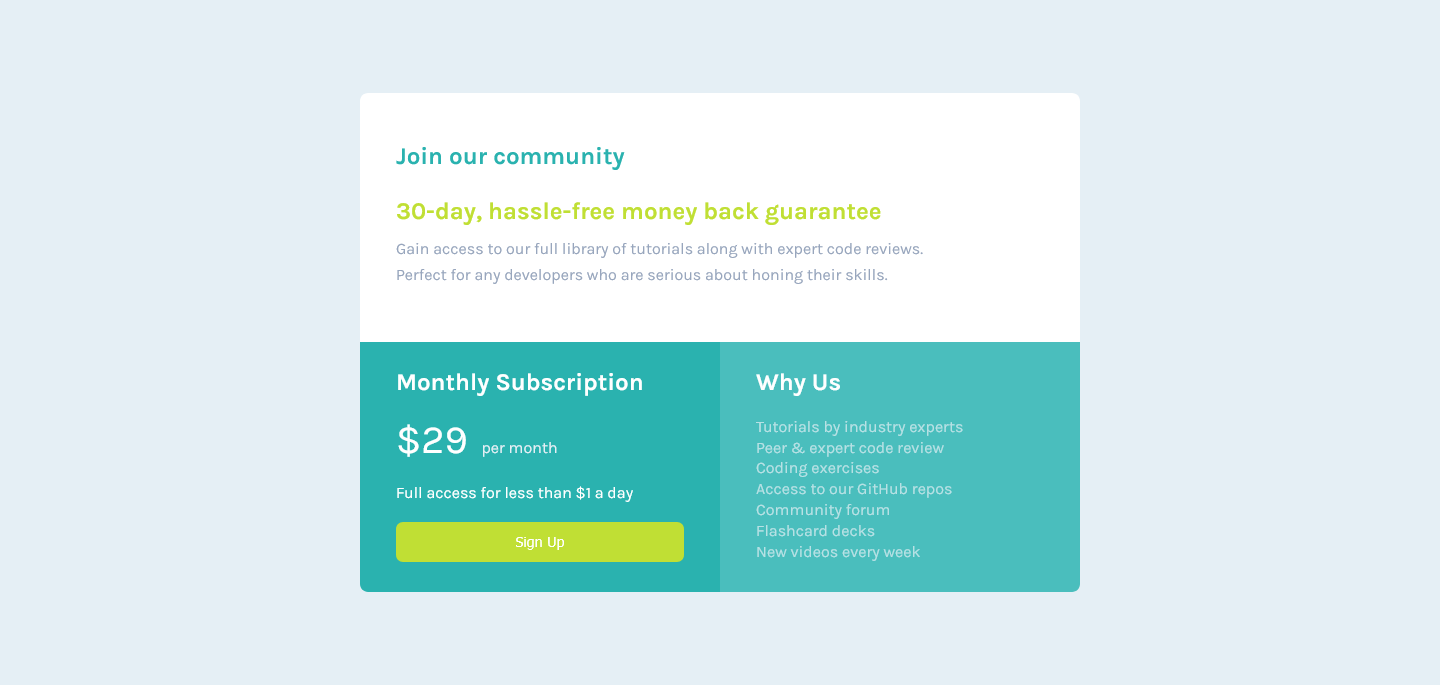 Join our community
30-day, hassle-free money back guarantee
Gain access to our full library of tutorials along with expert code reviews.
Perfect for any developers who are serious about honing their skills.
Monthly Subscription
$29 per month
Full access for less than $1 a day
Sign Up
Why Us
Tutorials by industry experts
Peer & expert code review
Coding exercises
Access to our GitHub repos
Community forum
Flashcard decks
New videos every week